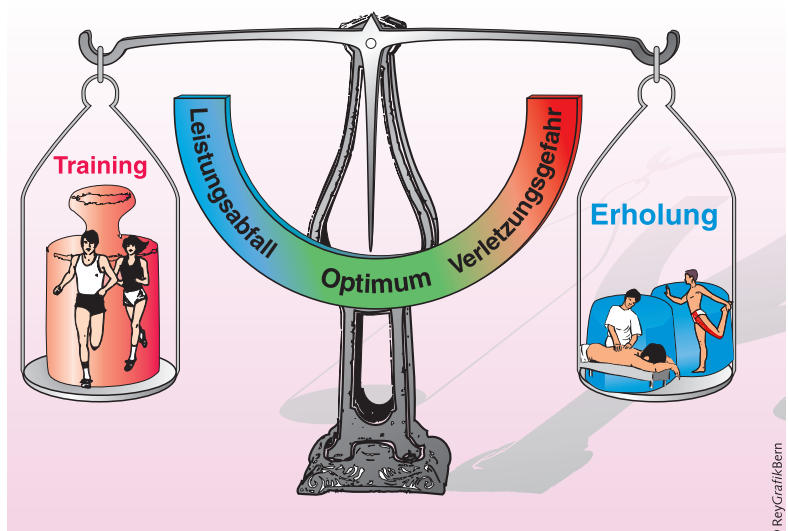 Training
Leistungsabfall
Optimum
Verletzungsgefahr
Erholung
ReyGrafikBern